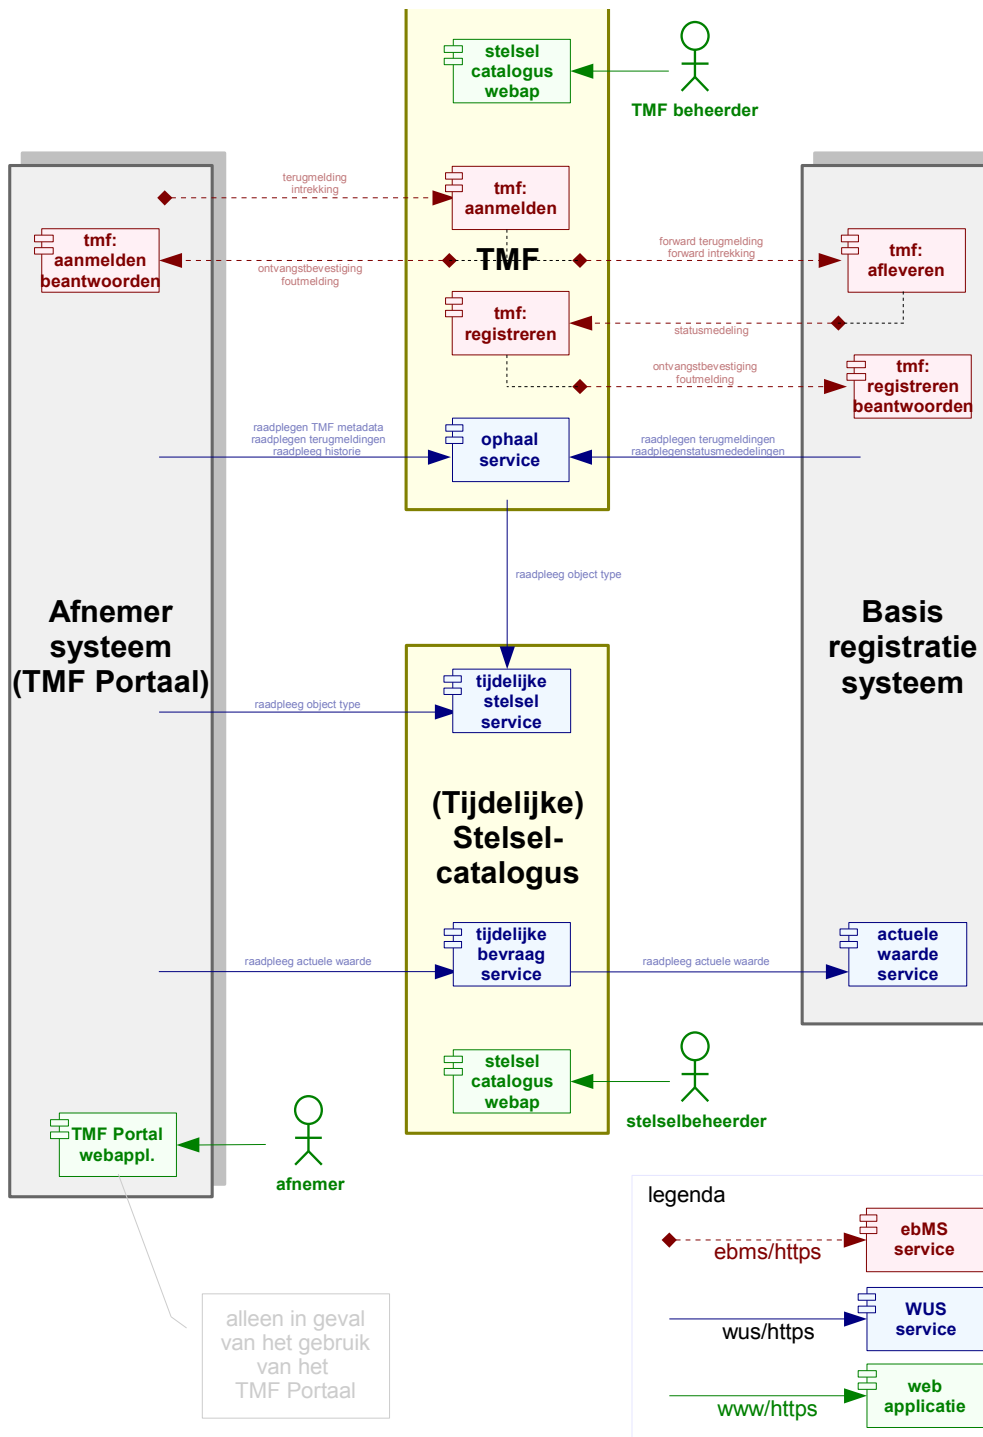 stelsel
catalogus
webap
TMF beheerder
terugmelding
intrekking
tmf:
aanmelden
tmf:
aanmelden
beantwoorden
ontvangstbevestiging
foutmelding
TMF
forward terugmelding
forward intrekking
tmf:
afleveren
tmf:
registreren
statusmedeling
ontvangstbevestiging
foutmelding
tmf:
registreren
beantwoorden
raadplegen TMF metadata
raadplegen terugmeldingen
raadpleeg historie
ophaal
service
raadplegen terugmeldingen
raadplegenstatusmededelingen
raadpleeg object type
Afnemer
systeem
(TMF Portaal)
Basis
registratie
systeem
raadpleeg object type
tijdelijke
stelsel
service
(Tijdelijke)
Stelsel-
catalogus
raadpleeg actuele waarde
tijdelijke
bevraag
service
raadpleeg actuele waarde
actuele
waarde
service
stelsel
catalogus
webap
stelselbeheerder
TMF Portal
webappl.
afnemer
alleen in geval
van het gebruik
van het
TMF Portaal
legenda
ebms/https
ebMS
service
wus/https
WUS
service
www/https
web
applicatie